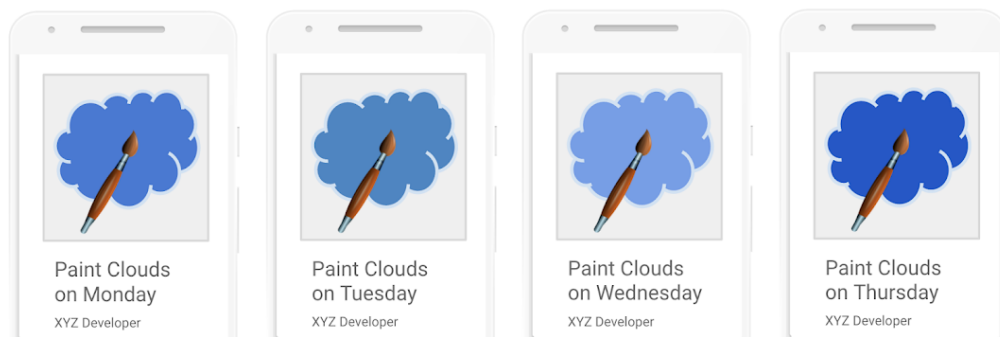 Paint Clouds
on Monday
XYZ Developer
Paint Clouds
on Tuesday
XYZ Developer
Paint Clouds
on Wednesday
XYZ Developer
Paint Clouds
on Thursday
XYZ Developer